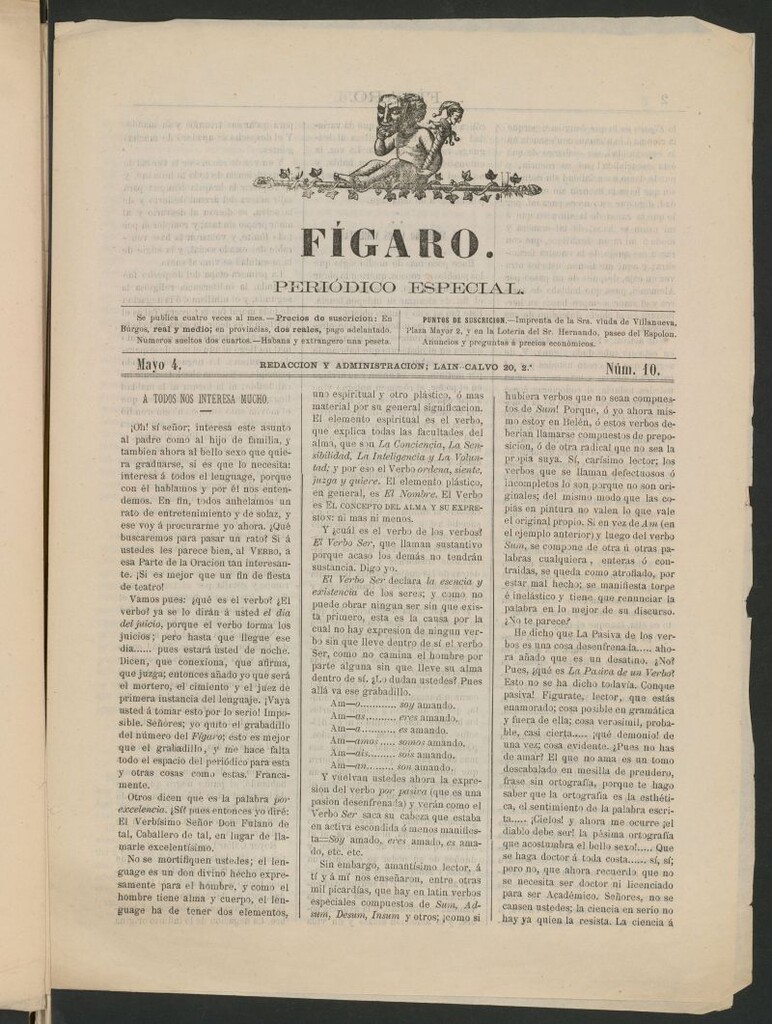 FÍGARO.
PERIÓDICO ESPECIAL.
Se publica cuatro veces al mes.—Precios de suscricion: En
Búrgos, real y medio; en provincias, dos reales, pago adelantado.
Números sueltos dos cuartos.—Habana y extrangero una peseta.
PUNTOS DE SUSCRICION.—Imprenta de la Sra. viuda de Villanueva,
Plaza Mayor 2, y en la Loteria del Sr. Hernando, paseo del Espolon.
Anuncios y preguntas á precios económicos.
Mayo 4.
REDACCION Y ADMINISTRACION; LAIN-CALVO 20, 2.º
Núm. 10.
A TODOS NOS INTERESA MUCHO.
¡Oh! sí señor; interesa este asunto
al padre como al hijo de familia, y
tambien ahora al bello sexo que quie-
ra graduarse, si es que lo necesita:
interesa á todos el lenguaje, porque
con él hablamos y por él nos enten-
demos. En fin, todos anhelamos un
rato de entretenimiento y de solaz, y
ese voy á procurarme yo ahora. ¿Qué
buscaremos para pasar un rato? Si á
ustedes les parece bien, al VERBO, a
esa Parte de la Oracion tan interesan-
te. ¡Si es mejor que un fin de fiesta
de teatro!
Vamos pues: ¿qué es el verbo? ¿El
verbo? ya se lo dirán á usted el dia
del juicio, porque el verbo forma los
juicios; pero hasta que llegue ese
dia...... pues estará usted de noche.
Dicen, que conexiona, que afirma,
que juzga; entonces añado yo que será
el mortero, el cimiento y el juez de
primera instancia del lenguaje. ¡Vaya
usted á tomar esto por lo serio! Impo-
sible. Séñores; yo quito el grabadillo
del número del Fígaro; esto es mejor
que el grabadillo, y me hace falta
todo el espacio del periódico para esta
y otras cosas como estas. Franca-
mente.
Otros dicen que es la palabra por
excelencia. ¡Sí? pues entonces yo diré:
El Verbísimo Señor Don Fulano de
tal, Caballero de tal, en lugar de lla-
marle excelentísimo.
No se mortifiquen ustedes; el len-
guaje es un don divino hecho expre-
samente para el hombre, y como el
hombre tiene alma y cuerpo, el len-
guage ha de tener dos elementos,
uno espiritual y otro plástico, ó mas
material por su general significacion.
El elemento espiritual es el verbo,
que explica todas las facultades del
alma, que son La Conciencia, La Sen-
sibilidad, La Inteligencia y La Volun-
tad; y por eso el Verbo ordena, siente,
juzga y quiere. El elemento plástico,
en general, es El Nombre. El Verbo
es EL CONCEPTO DEL ALMA Y SU EXPRE-
SION: ni mas ni menos.
Y ¿cuál es el verbo de los verbos?
El Verbo Ser, que llaman sustantivo
porque acaso los demás no tendrán
sustancia. Digo yo.
El Verbo Ser declara la esencia y
existencia de los seres; y como no
puede obrar ningun ser sin que exis-
ta primero, esta es la causa por la
cual no hay expresion de ningun ver-
bo sin que lleve dentro de sí el verbo
Ser, como no camina el hombre por
parte alguna sin que lleve su alma
dentro de sí. ¿Lo dudan ustedes? Pues
allá va ese grabadillo.
Am—o.......... soy amando.
Am—as.......... eres amando.
Am—a.......... es amando.
Am—amos..... somos amando.
Am—ais......... sois amando.
Am—an......... son amando.
Y vuelvan ustedes ahora la expre-
sion del verbo por pasiva (que es una
pasion desenfrenada) y verán como el
Verbo Ser saca su cabeza que estaba
en activa escondida ó ménos manifies-
ta=Soy amado, eres amado, es ama-
do, etc. etc.
Sin embargo, amantísimo lector, á
tí y á mí nos enseñaron, entre otras
mil picardías, que hay en latin verbos
especiales compuestos de Sum, Ad-
sum, Desum, Insum y otros; ¡como si
hubiera verbos que no sean compues-
tos de Sum! Porque, ó yo ahora mis-
mo estoy en Belén, ó estos verbos de-
berian llamarse compuestos de prepo-
sicion, ó de otra radical que no sea la
propia suya. Sí, carísimo lector; los
verbos que se llaman defectuosos ó
incompletos lo son porque no son ori-
ginales; del mismo modo que las co-
pias en pintura no valen lo que vale
el original propio. Si en vez de Am (en
el ejemplo anterior) y luego del verbo
Sum, se compone de otra ú otras pa-
labras cualquiera, enteras ó con-
traidas, se queda como atrofiado, por
estar mal hecho; se manifiesta torpe
é inelástico y tiene que renunciar la
palabra en lo mejor de su discurso.
¿No te parece?
He dicho que La Pasiva de los ver-
bos es una cosa desenfrenada..... aho-
ra añado que es un desatino. ¿No?
Pues, ¿qué es La Pasiva de un Verbo?
Esto no se ha dicho todavía. Conque
pasiva! Figúrate, lector, que estás
enamorado; cosa posible en gramática
y fuera de ella; cosa verosímil, proba-
ble, casi cierta..... ¡qué demonio! de
una vez; cosa evidente. ¿Pues no has
de amar? El que no ama es un tomo
descabalado en mesilla de prendero,
frase sin ortografía, porque te hago
saber que la ortografia es la esthéti-
ca, el sentimiento de la palabra escri-
ta..... ¡Cielos! y ahora me ocurre ¡el
diablo debe ser! la pésima ortografía
que acostumbra el bello sexo!..... Que
se haga doctor á toda costa...... sí, sí;
pero no, que ahora recuerdo que no
se necesita ser doctor ni licenciado
para ser Académico. Señores, no se
cansen ustedes; la ciencia en serio no
hay ya quien la resista. La ciencia á